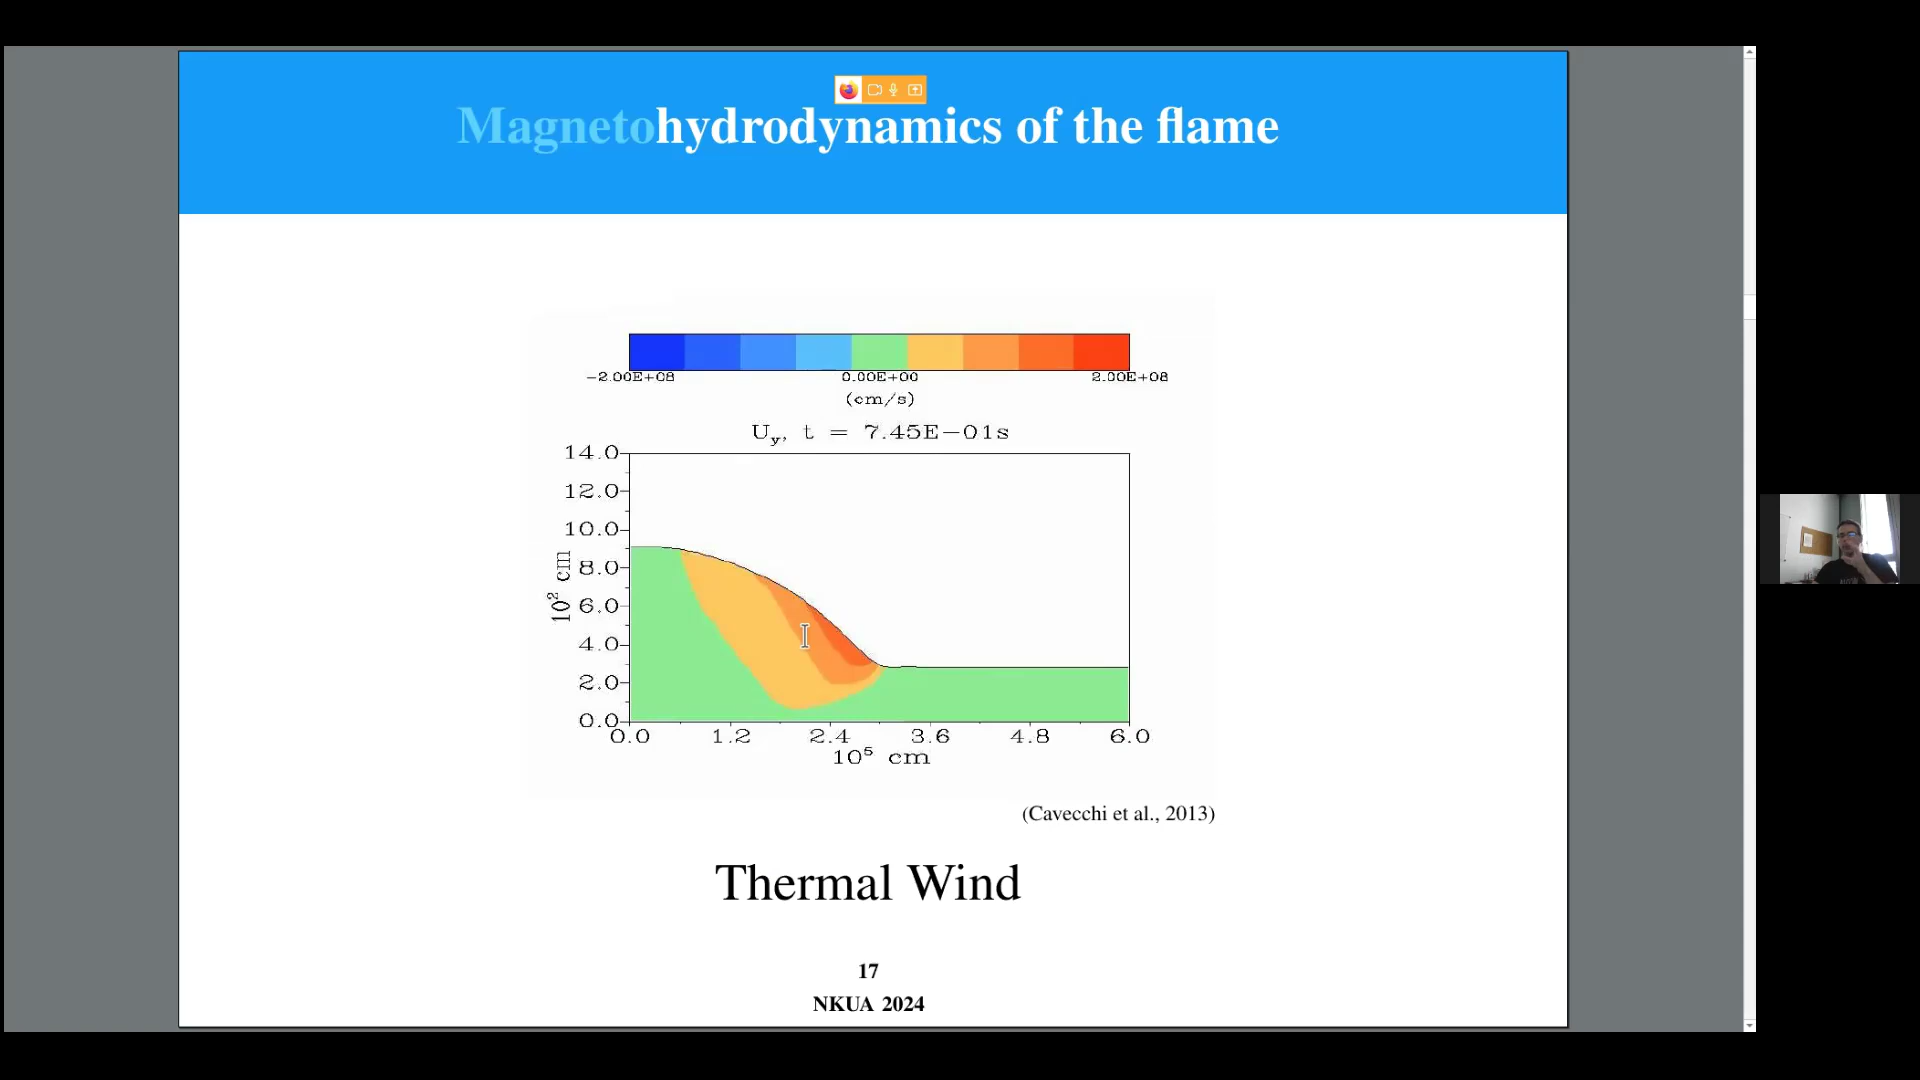 Magnetohydrodynamics of the flame
-2.00E+08 0.00E+00 2.00E+08
(cm/s)
Uy, t = 7.45E-01s
14.0
12.0
10.0
8.0
6.0
4.0
2.0
0.0
10² cm
0.0 1.2 2.4 3.6 4.8 6.0
10⁵ cm
(Cavecchi et al., 2013)
Thermal Wind
17
NKUA 2024